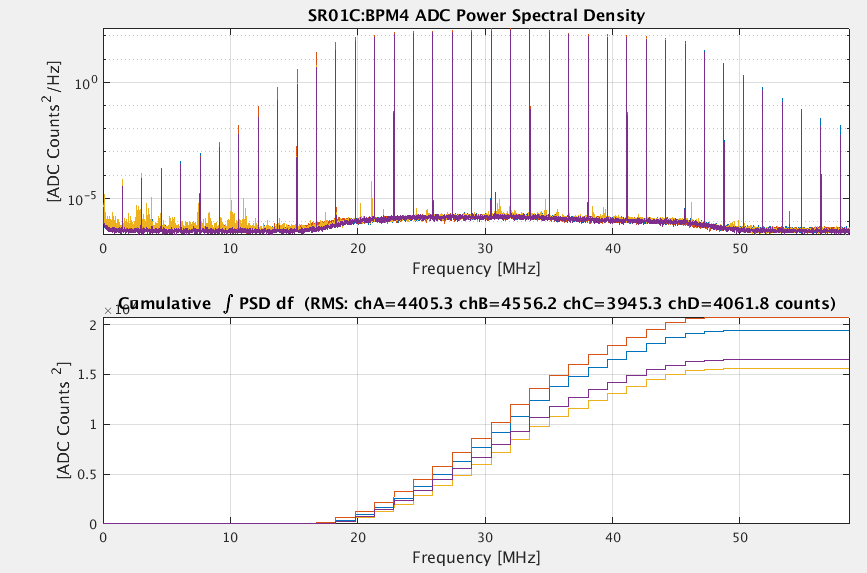 SR01C:BPM4 ADC Power Spectral Density
[ADC Counts²/Hz]
10⁰
10⁻⁵
0 10 20 30 40 50
Frequency [MHz]
Cumulative ∫ PSD df (RMS: chA=4405.3 chB=4556.2 chC=3945.3 chD=4061.8 counts)
[ADC Counts ²]
2
1.5
1
0.5
0
0 10 20 30 40 50
Frequency [MHz]